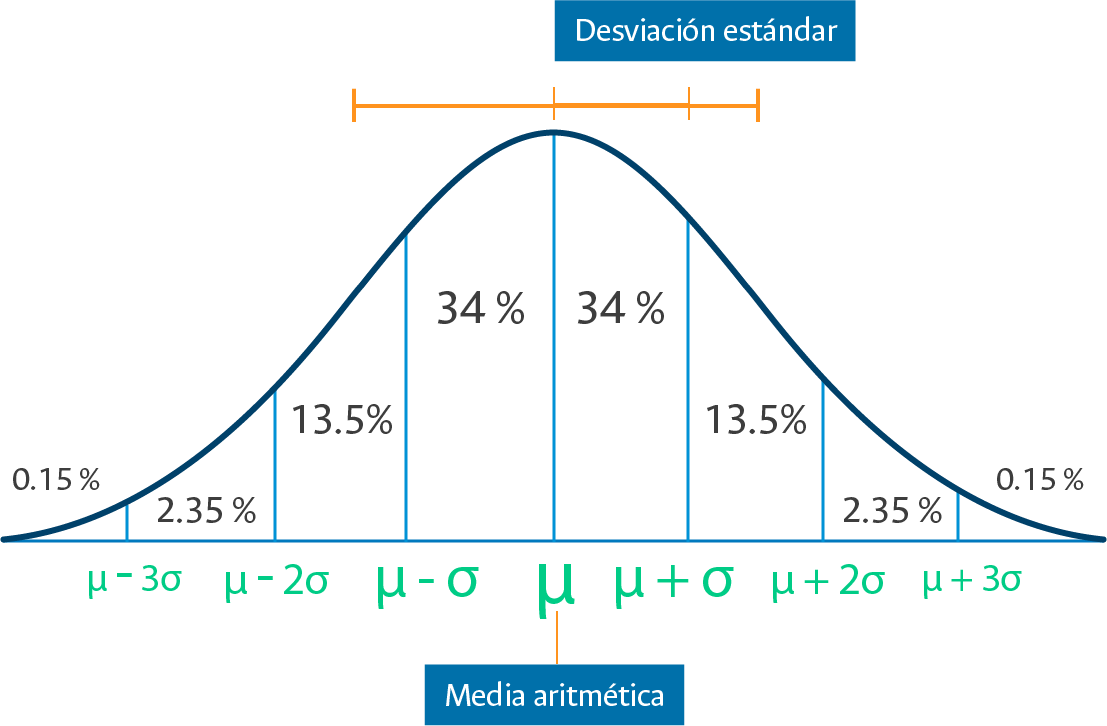 Desviación estándar
34 %
34 %
13.5%
13.5%
0.15 %
0.15 %
2.35 %
2.35 %
μ – 3σ
μ – 2σ
μ - σ
μ
μ + σ
μ + 2σ
μ + 3σ
Media aritmética